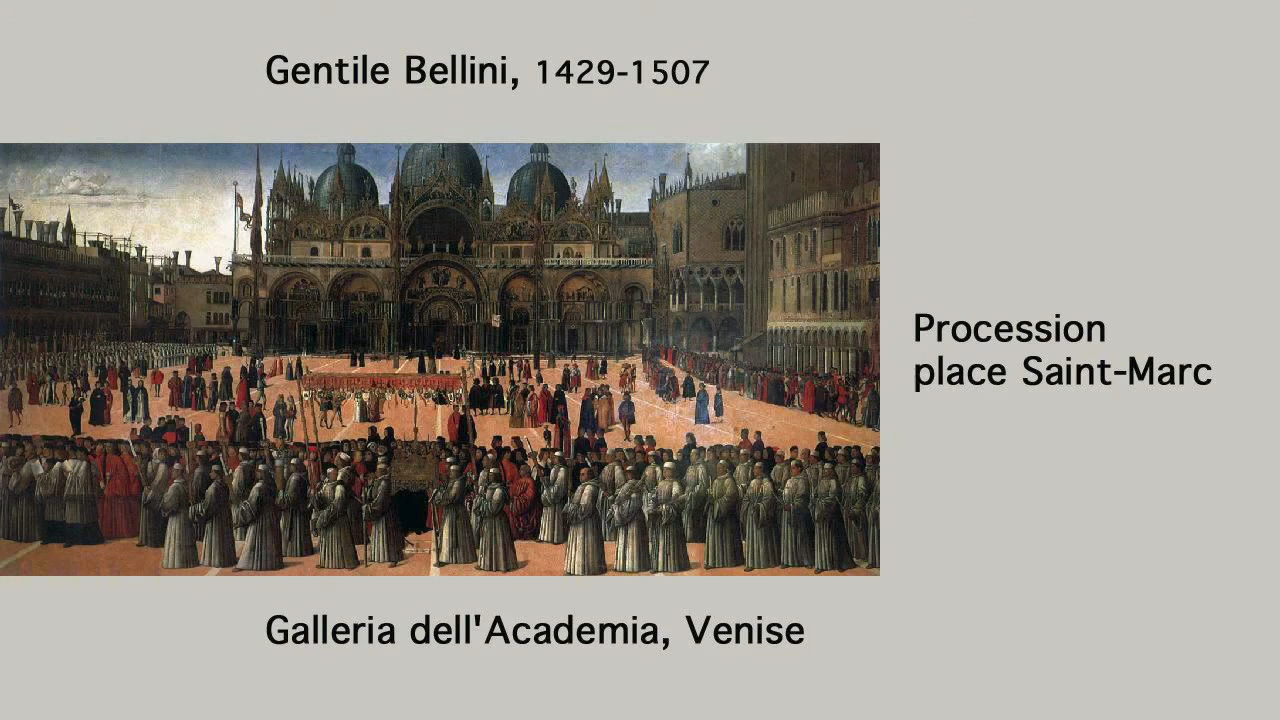 Gentile Bellini, 1429-1507
Procession
place Saint-Marc
Galleria dell'Academia, Venise